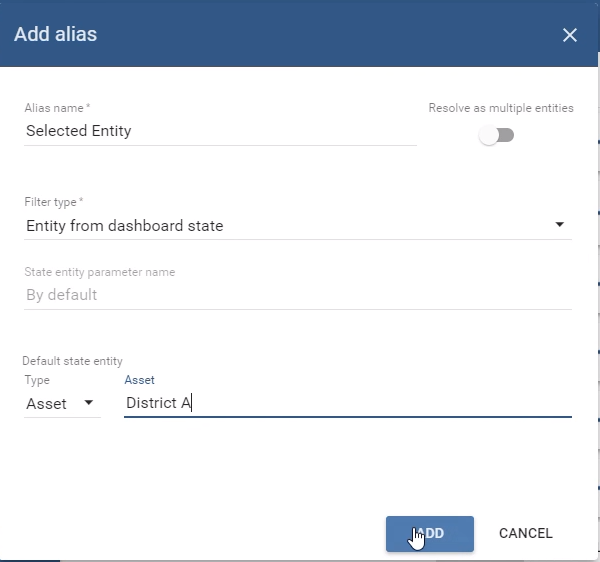 Add alias
Alias name*
Resolve as multiple entities
Selected Entity
Filter type*
Entity from dashboard state
State entity parameter name
By default
Default state entity
Type
Asset
Asset
District A
ADD
CANCEL